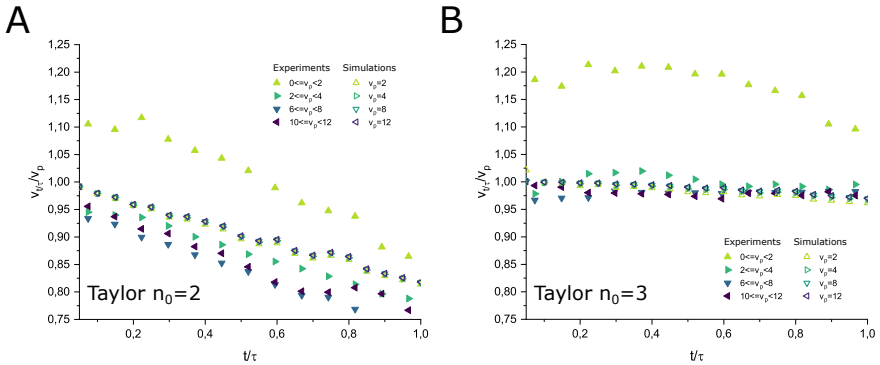 A
B
1,25
1,20
1,15
1,10
1,05
1,00
0,95
0,90
0,85
0,80
0,75
v_{t/τ}/v_p
Experiments Simulations
0<=v_p<2 v_p=2
2<=v_p<4 v_p=4
6<=v_p<8 v_p=8
10<=v_p<12 v_p=12
Taylor n_0=2
0,2 0,4 0,6 0,8 1,0
t/τ
1,25
1,20
1,15
1,10
1,05
1,00
0,95
0,90
0,85
0,80
0,75
v_{t/τ}/v_p
Experiments Simulations
0<=v_p<2 v_p=2
2<=v_p<4 v_p=4
6<=v_p<8 v_p=8
10<=v_p<12 v_p=12
Taylor n_0=3
0,2 0,4 0,6 0,8 1,0
t/τ